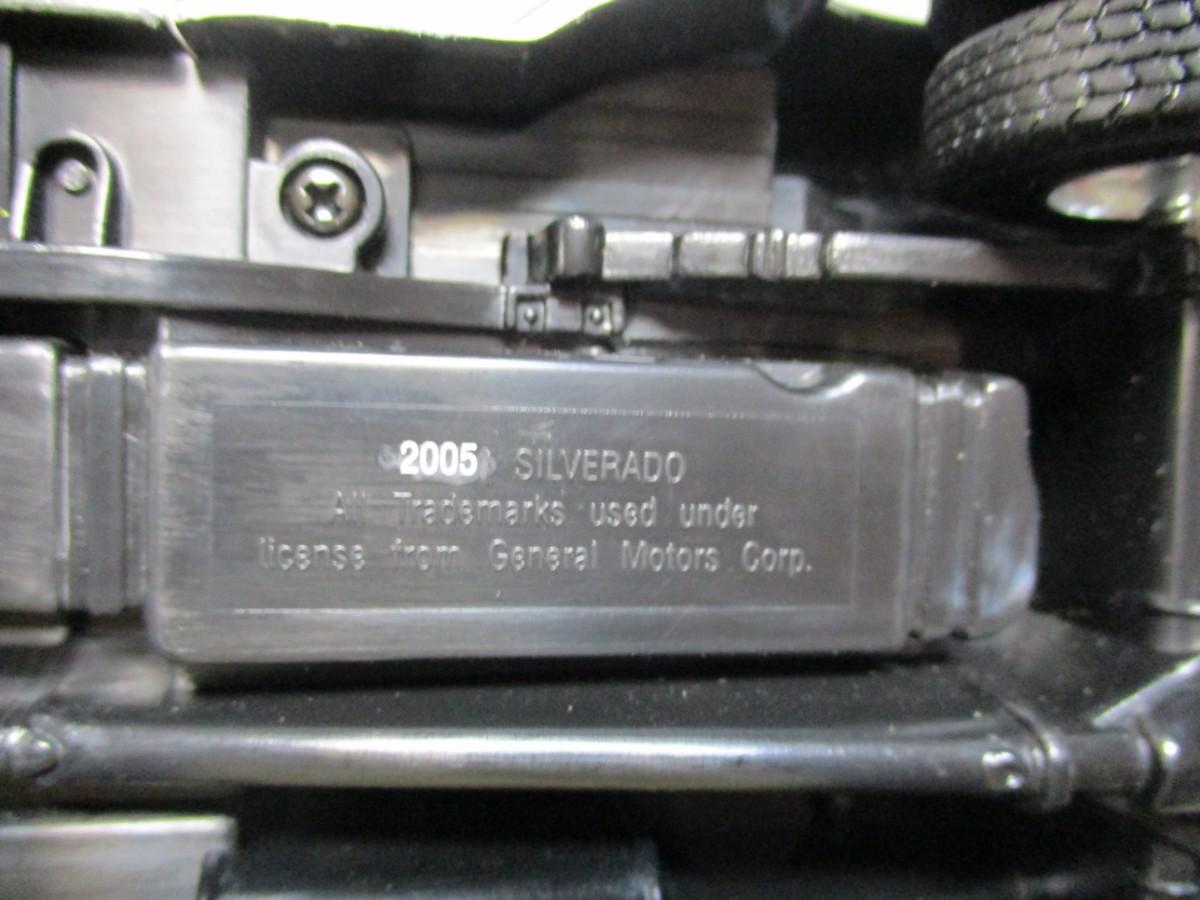 2005 SILVERADO
All Trademarks used under
license from General Motors Corp.